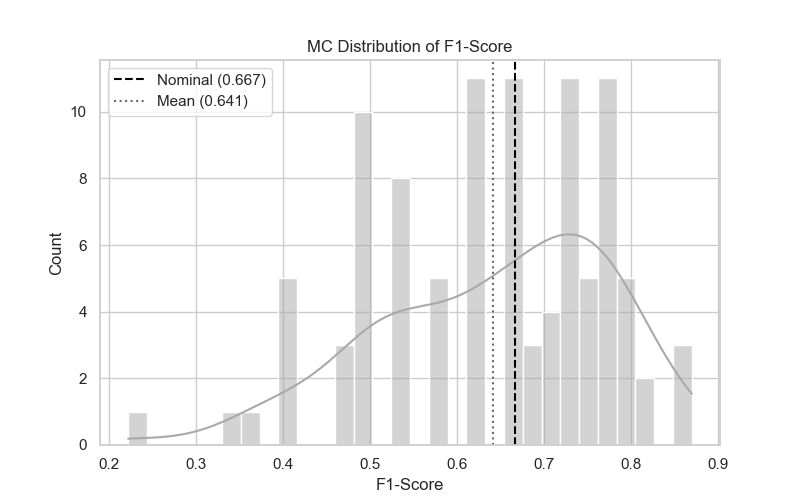 MC Distribution of F1-Score
Nominal (0.667)
Mean (0.641)
Count
10
8
6
4
2
0
0.2 0.3 0.4 0.5 0.6 0.7 0.8 0.9
F1-Score